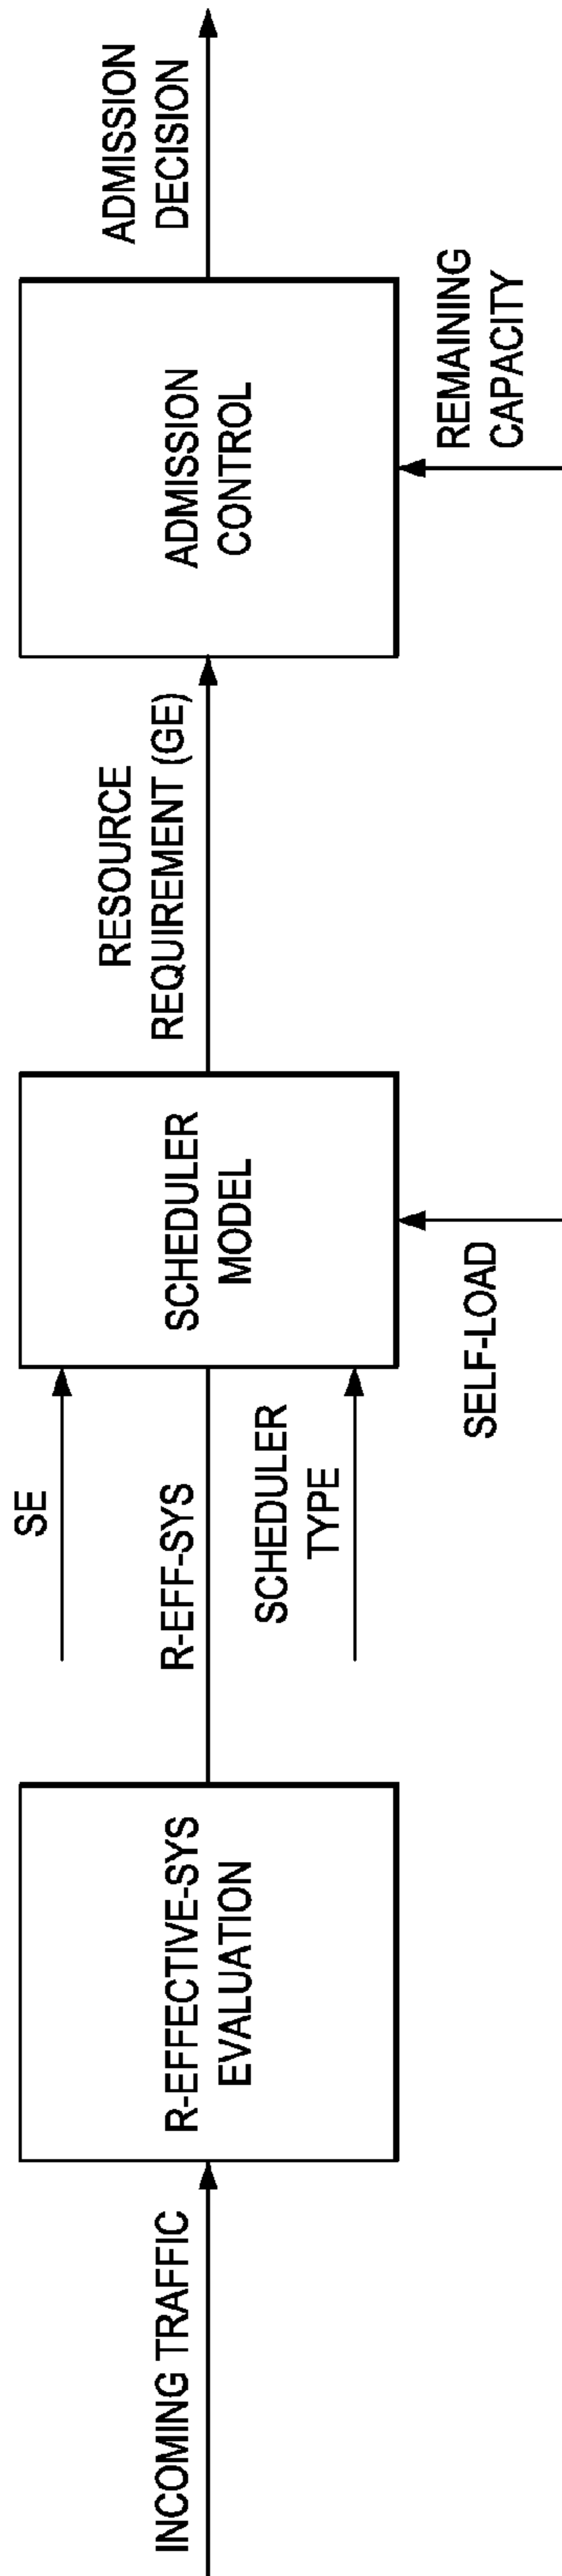 INCOMING TRAFFIC
R-EFFECTIVE-SYS
EVALUATION
SE
R-EFF-SYS
SCHEDULER
TYPE
SCHEDULER
MODEL
SELF-LOAD
RESOURCE
REQUIREMENT (GE)
ADMISSION
CONTROL
REMAINING
CAPACITY
ADMISSION
DECISION